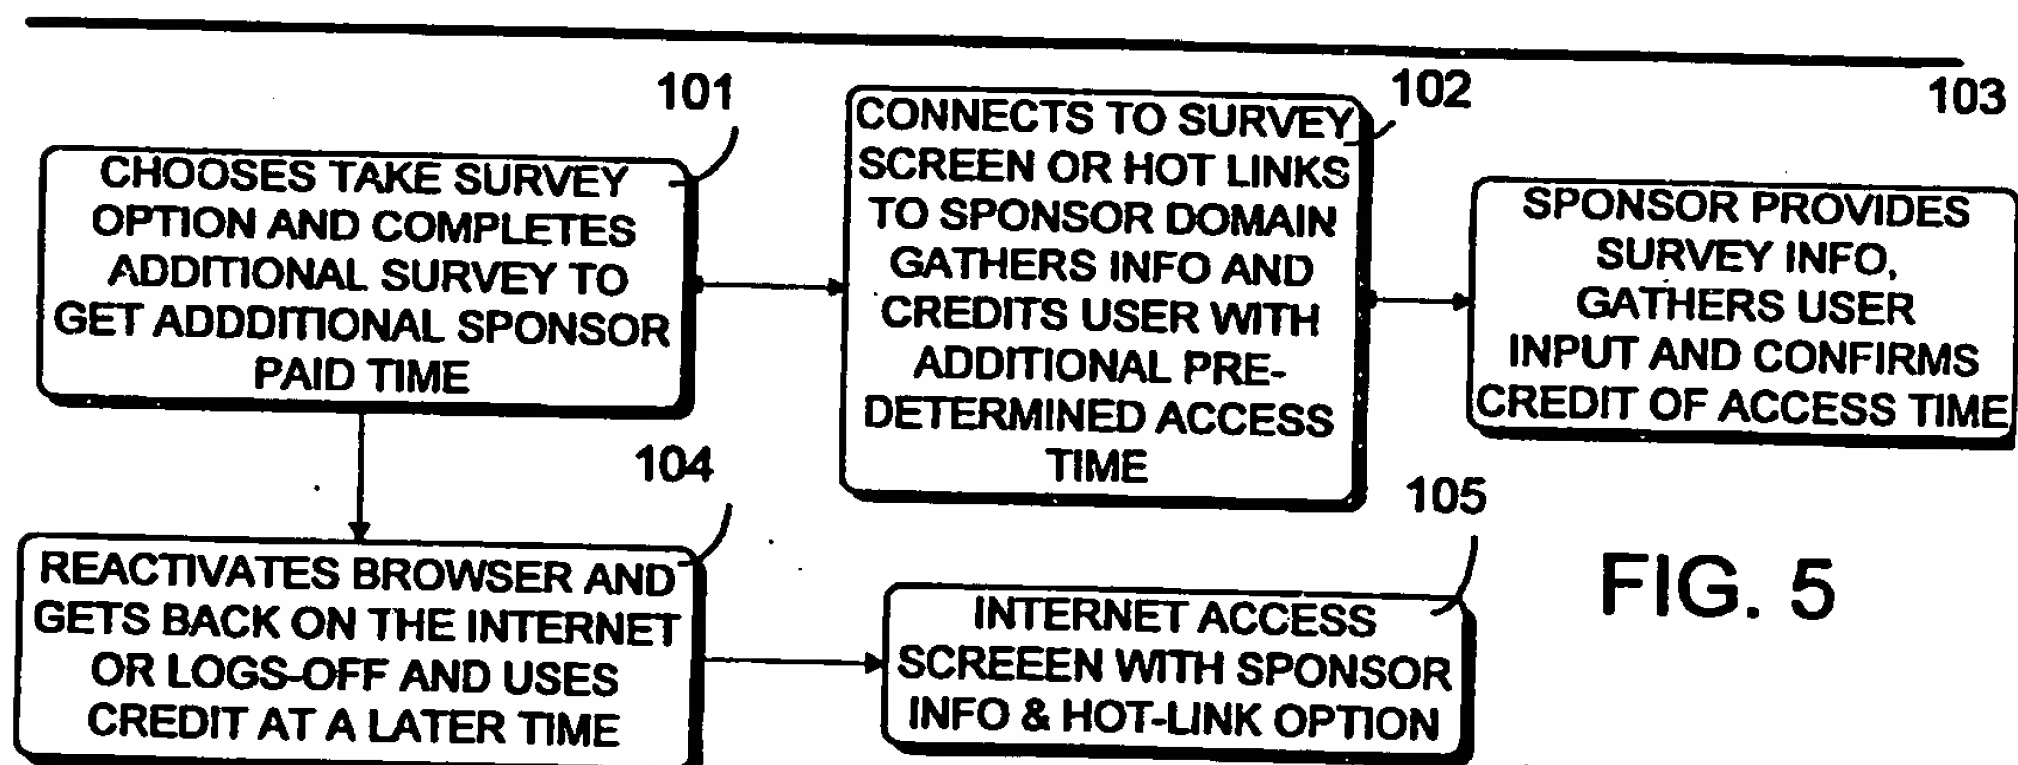 101
CHOOSES TAKE SURVEY
OPTION AND COMPLETES
ADDITIONAL SURVEY TO
GET ADDDITIONAL SPONSOR
PAID TIME
102
CONNECTS TO SURVEY
SCREEN OR HOT LINKS
TO SPONSOR DOMAIN
GATHERS INFO AND
CREDITS USER WITH
ADDITIONAL PRE-
DETERMINED ACCESS
TIME
103
SPONSOR PROVIDES
SURVEY INFO,
GATHERS USER
INPUT AND CONFIRMS
CREDIT OF ACCESS TIME
104
REACTIVATES BROWSER AND
GETS BACK ON THE INTERNET
OR LOGS-OFF AND USES
CREDIT AT A LATER TIME
105
INTERNET ACCESS
SCREEEN WITH SPONSOR
INFO & HOT-LINK OPTION
FIG. 5